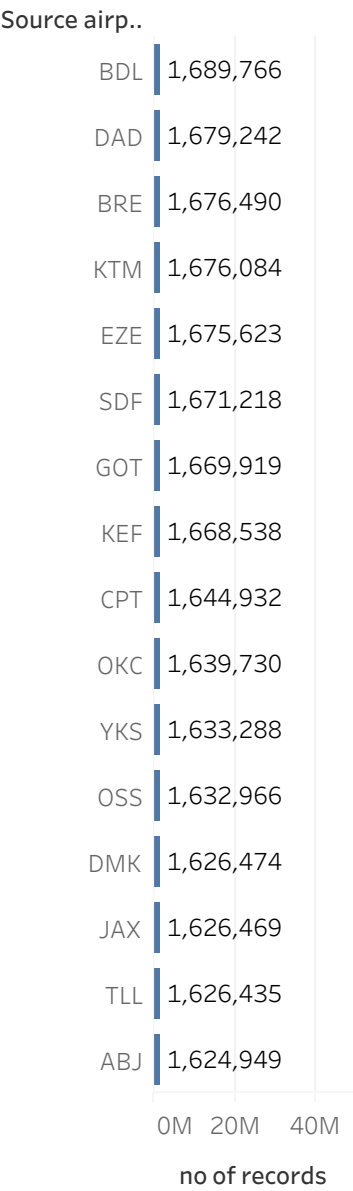 Source airp..
BDL 1,689,766
DAD 1,679,242
BRE 1,676,490
KTM 1,676,084
EZE 1,675,623
SDF 1,671,218
GOT 1,669,919
KEF 1,668,538
CPT 1,644,932
OKC 1,639,730
YKS 1,633,288
OSS 1,632,966
DMK 1,626,474
JAX 1,626,469
TLL 1,626,435
ABJ 1,624,949
0M 20M 40M
no of records